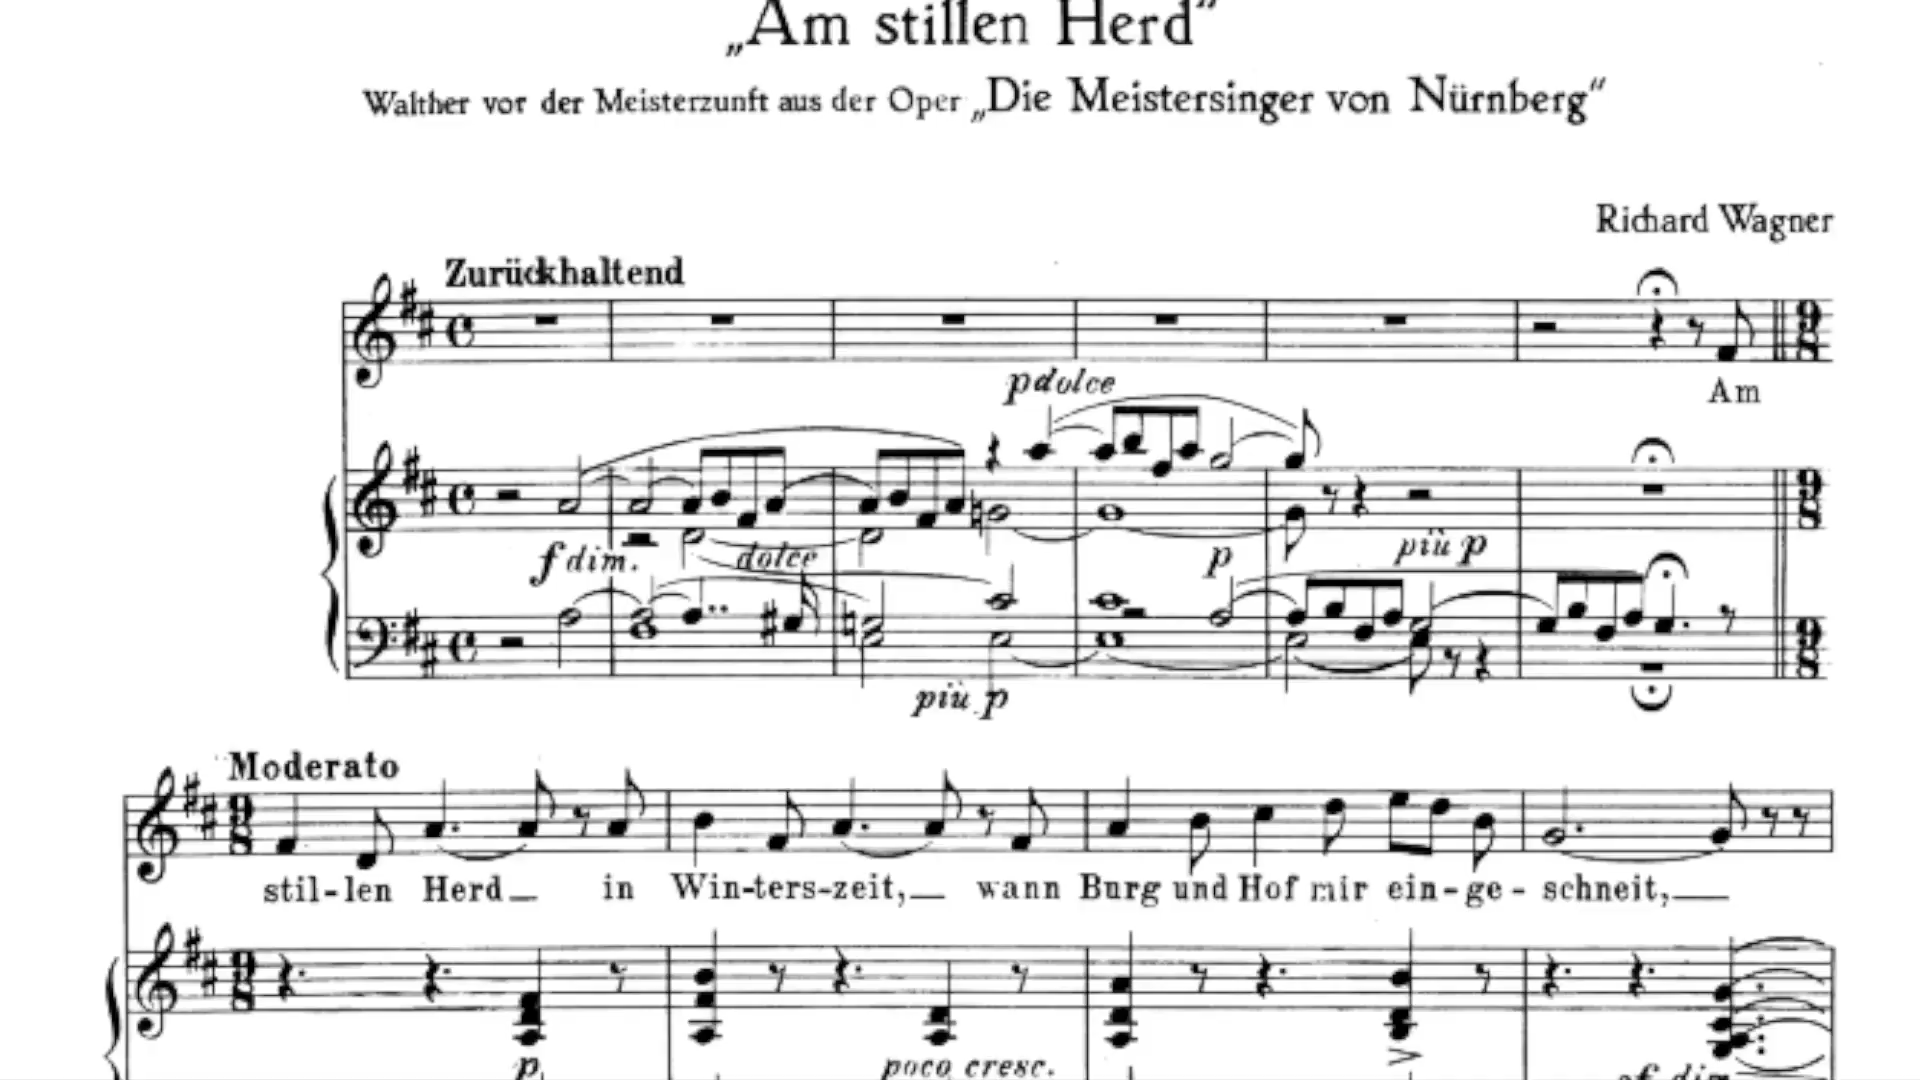 „Am stillen Herd“
Walther vor der Meisterzunft aus der Oper „Die Meistersinger von Nürnberg“
Richard Wagner
Zurückhaltend
p dolce
Am
f dim. dolce p più p
più p
Moderato
stil-len Herd in Win-ters-zeit, wann Burg und Hof mir ein-ge-schneit,
p poco cresc. sf dim.